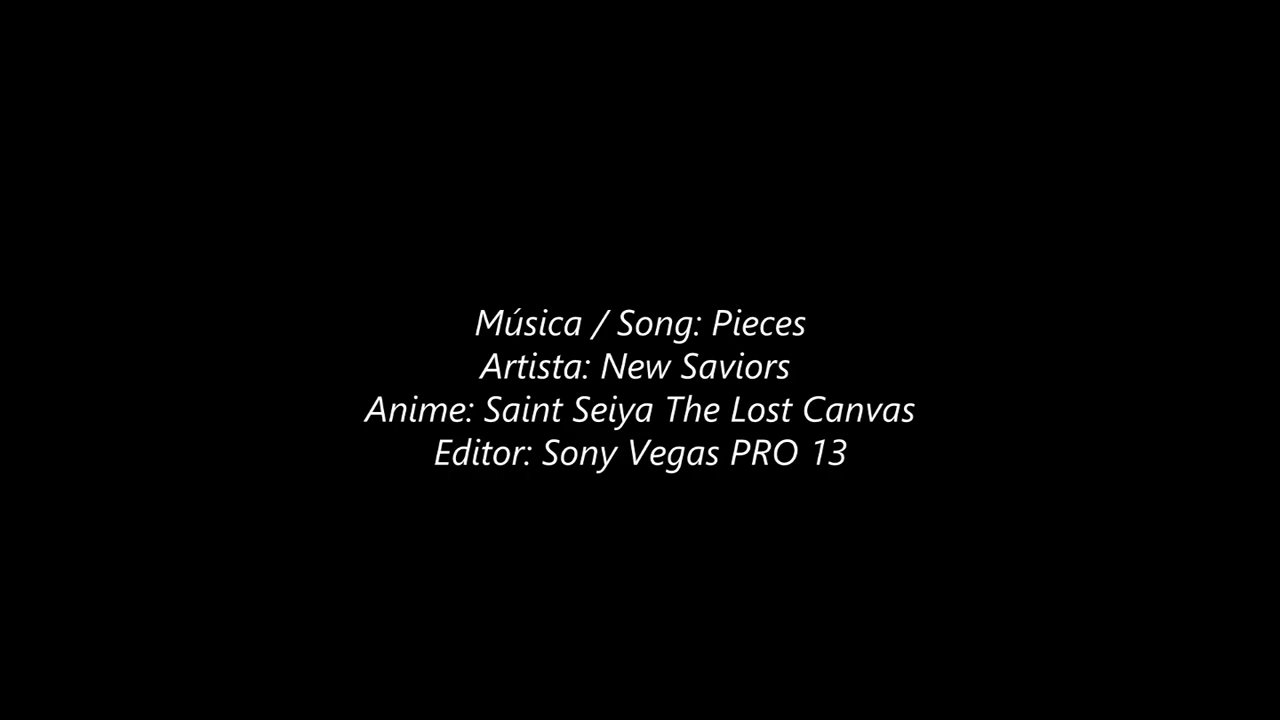 Música / Song: Pieces
Artista: New Saviors
Anime: Saint Seiya The Lost Canvas
Editor: Sony Vegas PRO 13